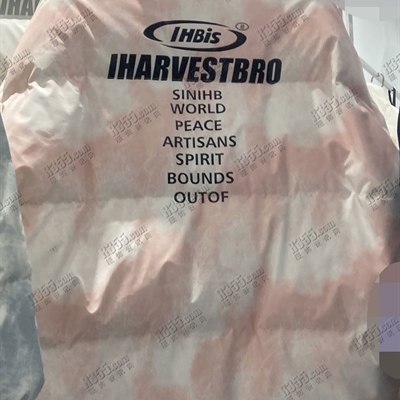 IHBiS ®
IHARVESTBRO
SINIHB
WORLD
PEACE
ARTISANS
SPIRIT
BOUNDS
OUTOF